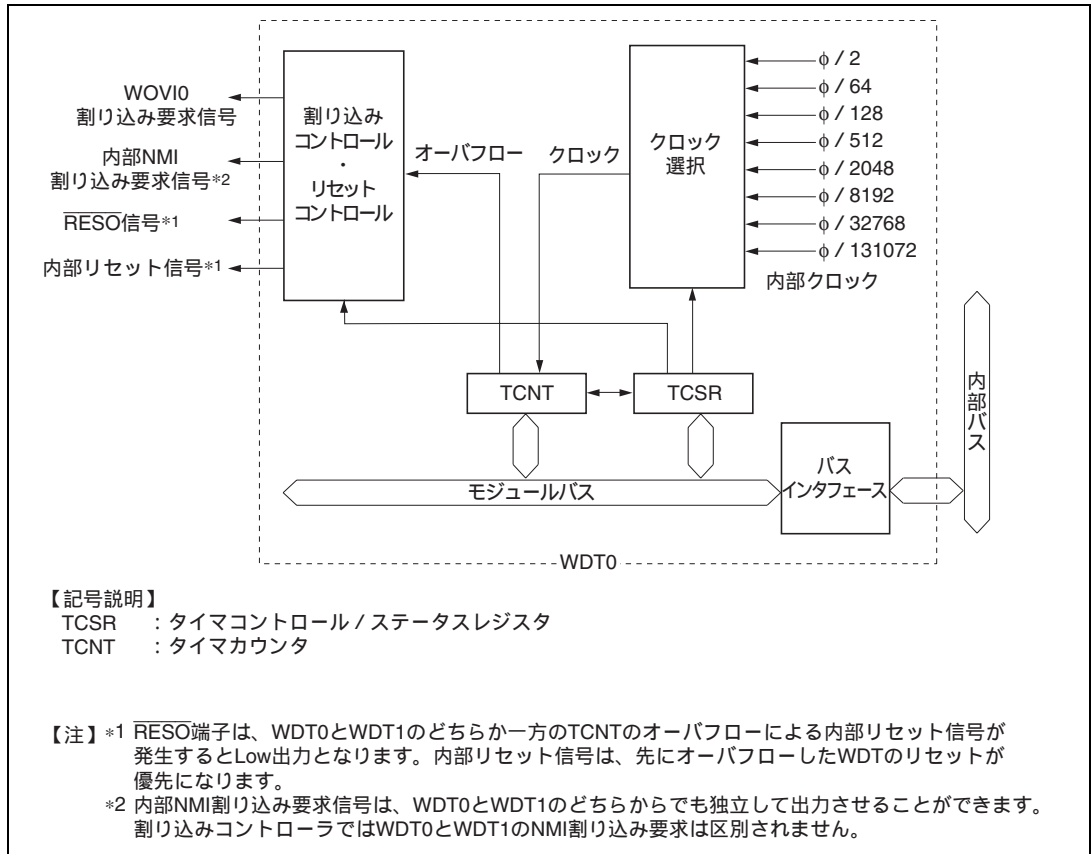 WOVI0
割り込み要求信号
内部NMI
割り込み要求信号*2
RESO信号*1
内部リセット信号*1
割り込み
コントロール
・
リセット
コントロール
オーバフロー
クロック
クロック
選択
φ / 2
φ / 64
φ / 128
φ / 512
φ / 2048
φ / 8192
φ / 32768
φ / 131072
内部クロック
TCNT
TCSR
モジュールバス
バス
インタフェース
内部バス
WDT0
【記号説明】
TCSR : タイマコントロール / ステータスレジスタ
TCNT : タイマカウンタ
【注】*1 RESO端子は、WDT0とWDT1のどちらか一方のTCNTのオーバフローによる内部リセット信号が
発生するとLow出力となります。内部リセット信号は、先にオーバフローしたWDTのリセットが
優先になります。
*2 内部NMI割り込み要求信号は、WDT0とWDT1のどちらからでも独立して出力させることができます。
割り込みコントローラではWDT0とWDT1のNMI割り込み要求は区別されません。